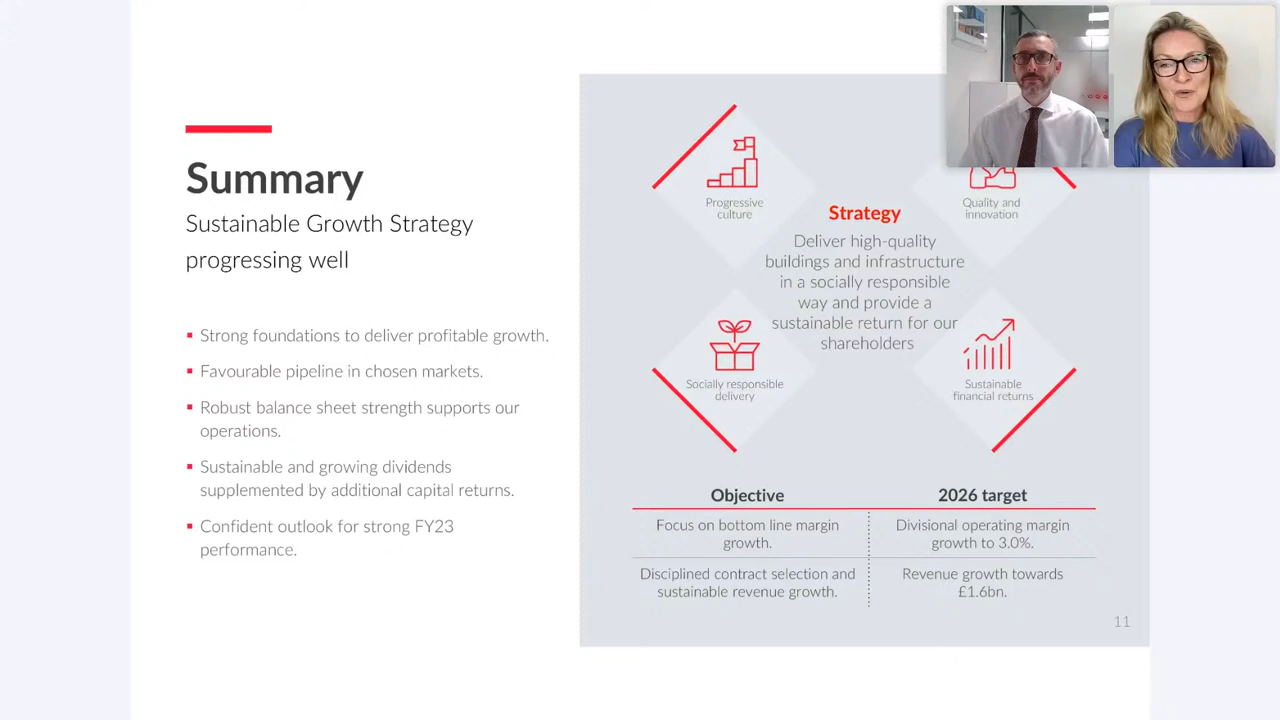 Summary
Sustainable Growth Strategy
progressing well
Strong foundations to deliver profitable growth.
Favourable pipeline in chosen markets.
Robust balance sheet strength supports our
operations.
Sustainable and growing dividends
supplemented by additional capital returns.
Confident outlook for strong FY23
performance.
Progressive
culture
Quality and
innovation
Strategy
Deliver high-quality
buildings and infrastructure
in a socially responsible
way and provide a
sustainable return for our
shareholders
Socially responsible
delivery
Sustainable
financial returns
Objective
2026 target
Focus on bottom line margin
growth.
Divisional operating margin
growth to 3.0%.
Disciplined contract selection and
sustainable revenue growth.
Revenue growth towards
£1.6bn.
11